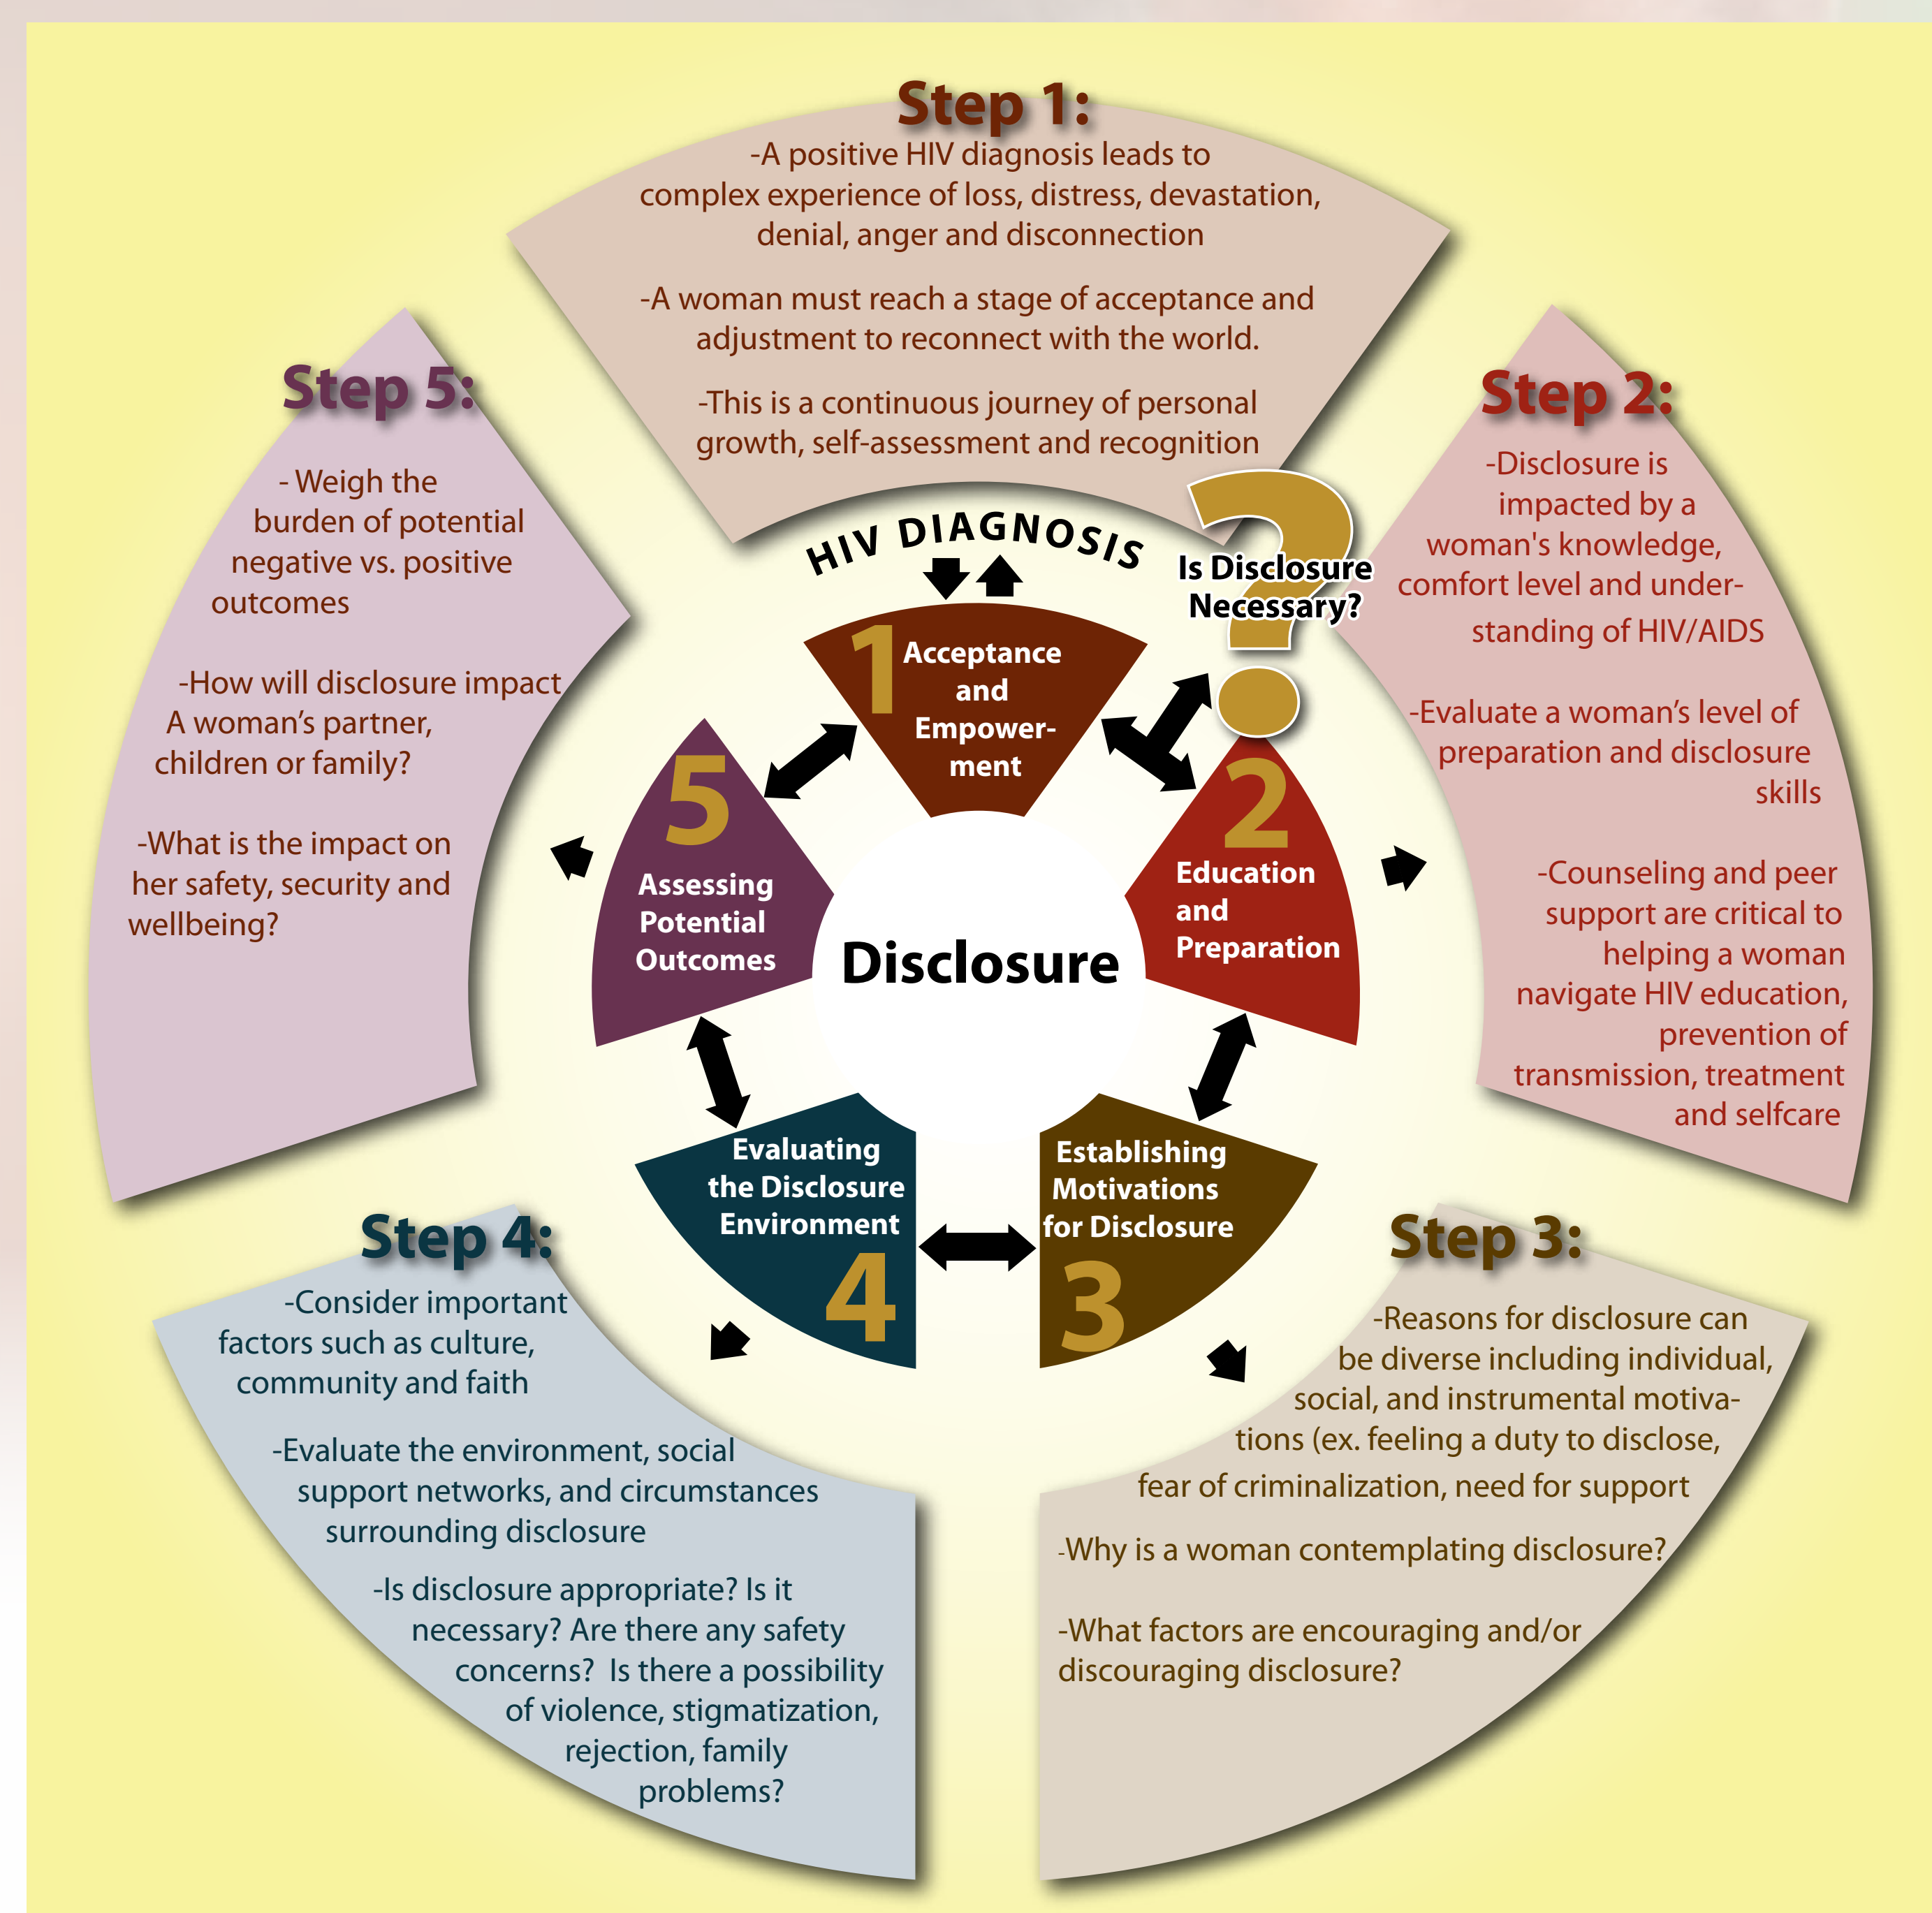 Step 1:
-A positive HIV diagnosis leads to
complex experience of loss, distress, devastation,
denial, anger and disconnection
-A woman must reach a stage of acceptance and
adjustment to reconnect with the world.
-This is a continuous journey of personal
growth, self-assessment and recognition
Step 2:
-Disclosure is
impacted by a
woman's knowledge,
comfort level and under-
standing of HIV/AIDS
-Evaluate a woman’s level of
preparation and disclosure
skills
-Counseling and peer
support are critical to
helping a woman
navigate HIV education,
prevention of
transmission, treatment
and selfcare
Step 3:
-Reasons for disclosure can
be diverse including individual,
social, and instrumental motiva-
tions (ex. feeling a duty to disclose,
fear of criminalization, need for support
-Why is a woman contemplating disclosure?
-What factors are encouraging and/or
discouraging disclosure?
Step 4:
-Consider important
factors such as culture,
community and faith
-Evaluate the environment, social
support networks, and circumstances
surrounding disclosure
-Is disclosure appropriate? Is it
necessary? Are there any safety
concerns?  Is there a possibility
of violence, stigmatization,
rejection, family
problems?
Step 5:
- Weigh the
burden of potential
negative vs. positive
outcomes
-How will disclosure impact
A woman’s partner,
children or family?
-What is the impact on
her safety, security and
wellbeing?
HIV DIAGNOSIS
?
Is Disclosure
Necessary?
1
Acceptance
and
Empower-
ment
2
Education
and
Preparation
Establishing
Motivations
for Disclosure
3
Evaluating
the Disclosure
Environment
4
5
Assessing
Potential
Outcomes
Disclosure